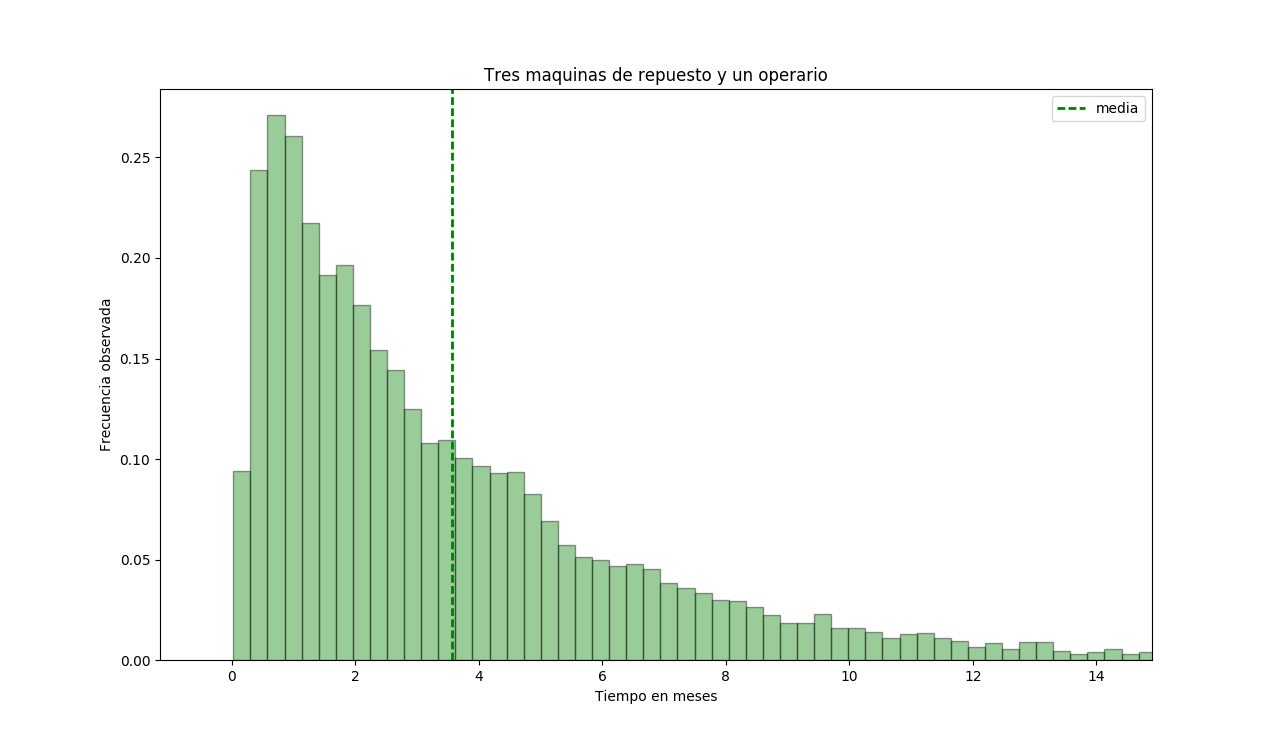 Tres maquinas de repuesto y un operario
media
Frecuencia observada
0.25
0.20
0.15
0.10
0.05
0.00
0 2 4 6 8 10 12 14
Tiempo en meses